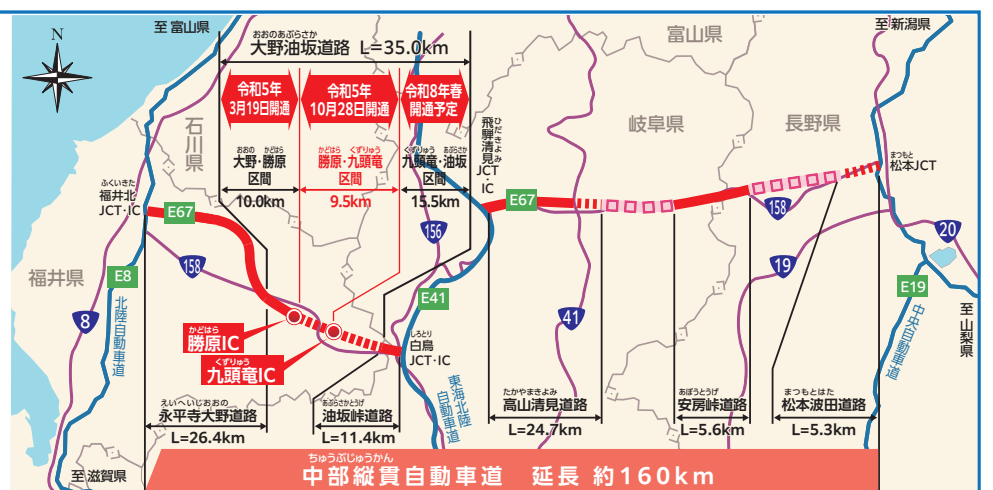 至 富山県
N
おおのあぶらさか
大野油坂道路 L=35.0km
令和5年
3月19日開通
令和5年
10月28日開通
令和8年春
開通予定
おおの かどはら
大野・勝原
区間
10.0km
かどはら くずりゅう
勝原・九頭竜
区間
9.5km
くずりゅう あぶらさか
九頭竜・油坂
区間
15.5km
石川県
富山県
至 新潟県
岐阜県
長野県
ひだきよみ
飛騨清見
JCT・IC
まつもと
松本JCT
ふくいきた
福井北
JCT・IC
E67
E67
158
158
156
20
19
福井県
E8
北陸自動車道
8
E41
41
E19
中央自動車道
至 山梨県
かどはら
勝原IC
くずりゅう
九頭竜IC
しろとり
白鳥
JCT・IC
東海北陸
自動車道
えいへいじおおの
永平寺大野道路
L=26.4km
あぶらさかとうげ
油坂峠道路
L=11.4km
たかやまきよみ
高山清見道路
L=24.7km
あぼうとうげ
安房峠道路
L=5.6km
まつもとはた
松本波田道路
L=5.3km
至 滋賀県
ちゅうぶじゅうかん
中部縦貫自動車道 延長 約160km